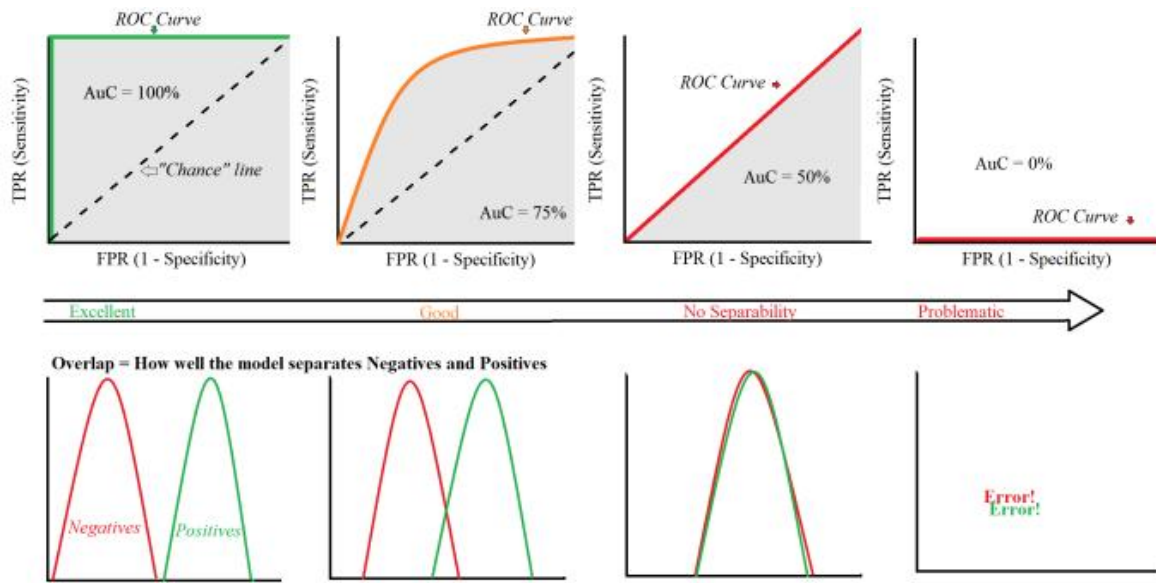 ROC Curve
TPR (Sensitivity)
AuC = 100%
"Chance" line
FPR (1 - Specificity)
ROC Curve
TPR (Sensitivity)
AuC = 75%
FPR (1 - Specificity)
ROC Curve
TPR (Sensitivity)
AuC = 50%
FPR (1 - Specificity)
TPR (Sensitivity)
AuC = 0%
ROC Curve
FPR (1 - Specificity)
Excellent
Good
No Separability
Problematic
Overlap = How well the model separates Negatives and Positives
Negatives
Positives
Error!
Error!